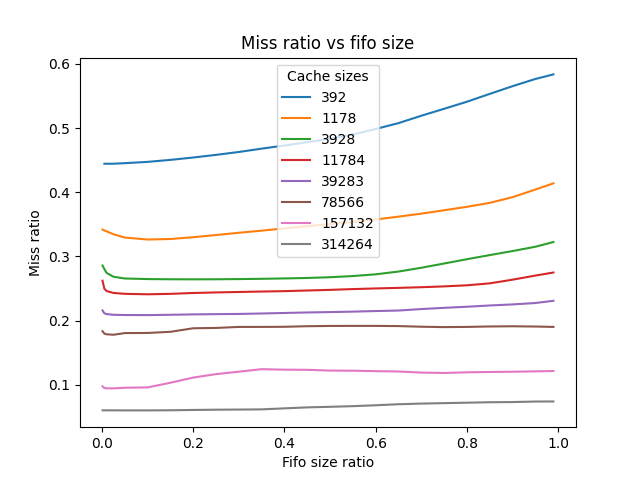 Miss ratio vs fifo size
Cache sizes
392
1178
3928
11784
39283
78566
157132
314264
Miss ratio
0.6
0.5
0.4
0.3
0.2
0.1
0.0 0.2 0.4 0.6 0.8 1.0
Fifo size ratio